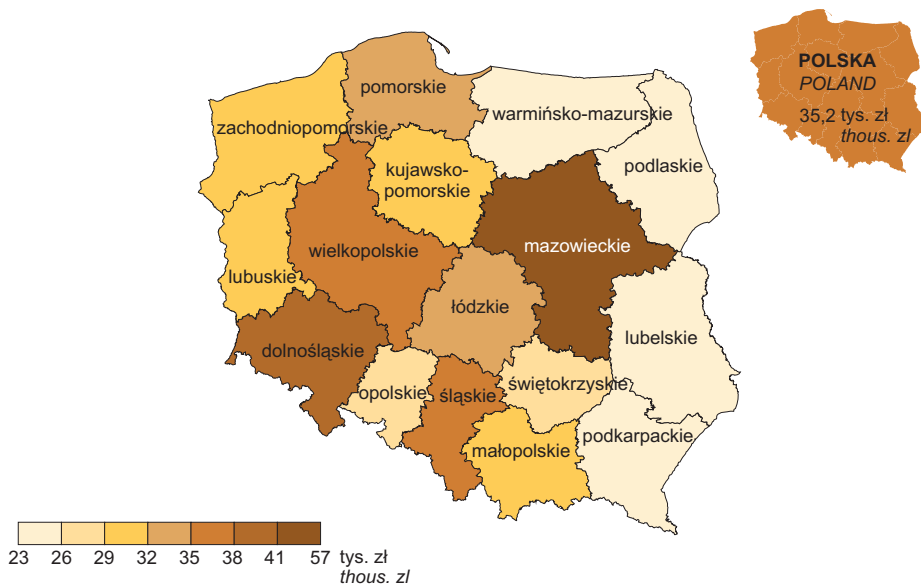 POLSKA
POLAND
35,2 tys. zł
thous. zl
pomorskie
warmińsko-mazurskie
zachodniopomorskie
podlaskie
kujawsko-
pomorskie
mazowieckie
wielkopolskie
lubuskie
łódzkie
lubelskie
dolnośląskie
opolskie
śląskie
świętokrzyskie
podkarpackie
małopolskie
23 26 29 32 35 38 41 57 tys. zł
thous. zl